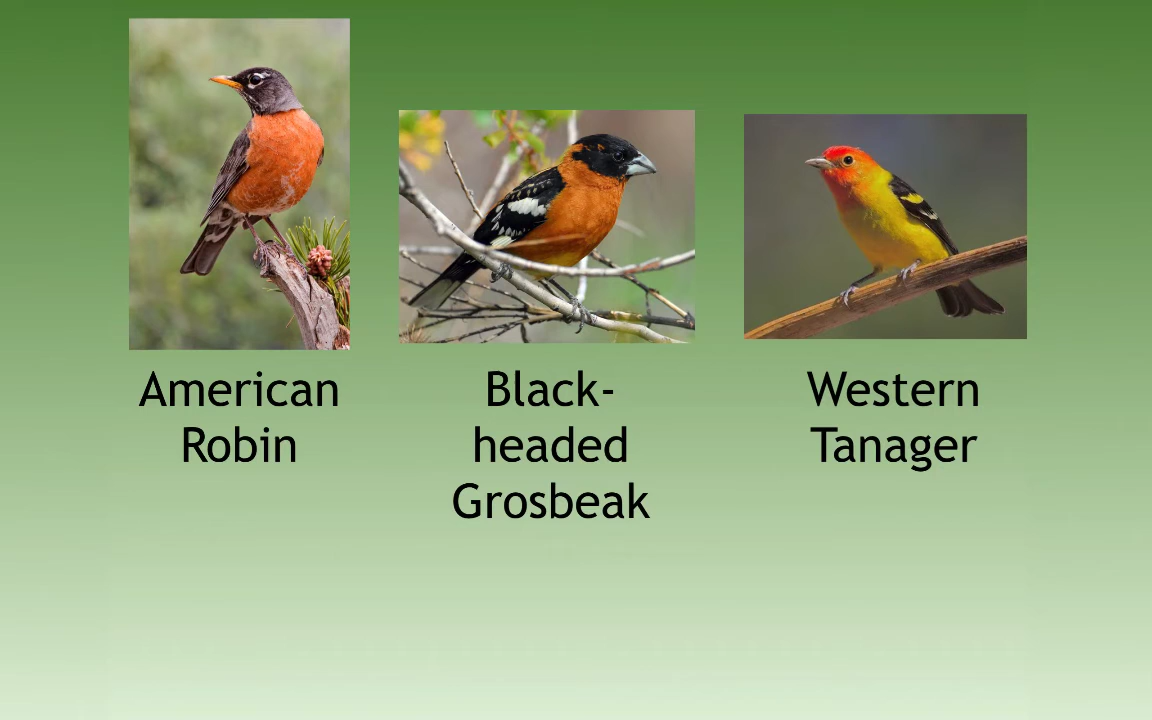 American
Robin
Black-
headed
Grosbeak
Western
Tanager